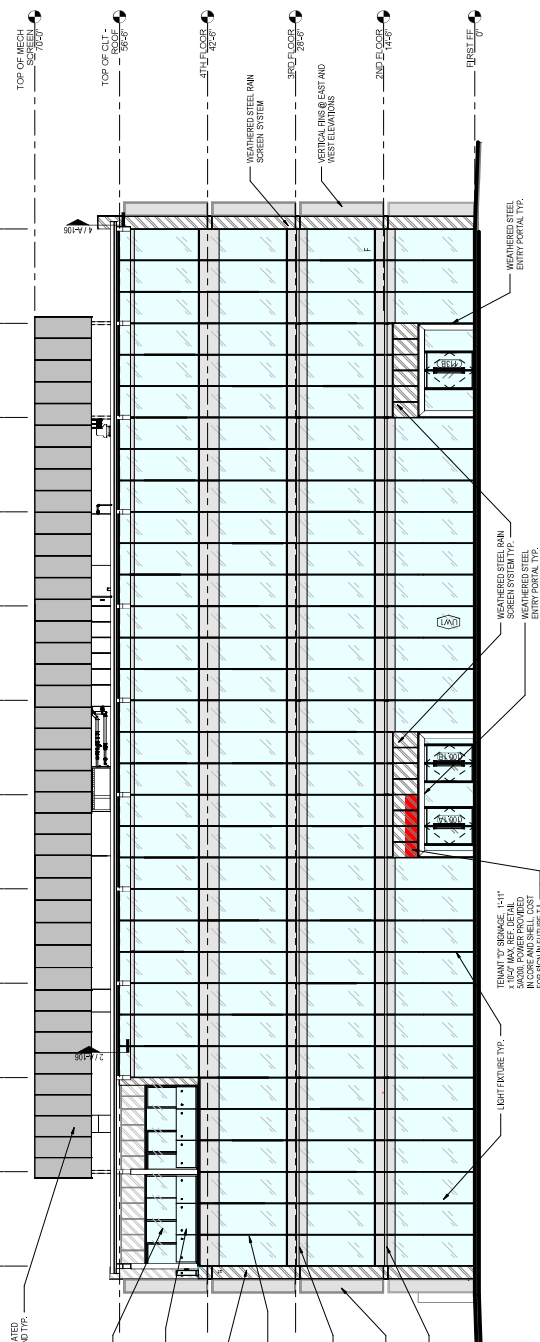 TOP OF MECH
SCREEN
70'-0"
TOP OF CLT -
ROOF
56'-6"
4TH FLOOR
42'-6"
3RD FLOOR
28'-6"
2ND FLOOR
14'-6"
FIRST FF
0"
WEATHERED STEEL RAIN
SCREEN SYSTEM
VERTICAL FINS @ EAST AND
WEST ELEVATIONS
4 / A-106
F
WEATHERED STEEL
ENTRY PORTAL TYP.
113B
WEATHERED STEEL RAIN
SCREEN SYSTEM TYP.
WEATHERED STEEL
ENTRY PORTAL TYP.
UW1
TENANT "D" SIGNAGE, 1'-11"
x 10'-0" MAX, REF. DETAIL
5/A200, POWER PROVIDED
IN CORE AND SHELL, COST
2 / A-106
LIGHT FIXTURE TYP.